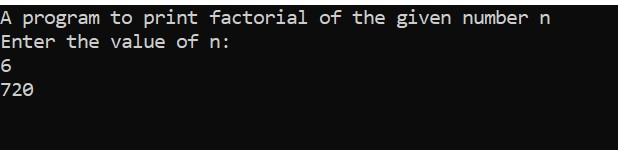 A program to print factorial of the given number n
Enter the value of n:
6
720